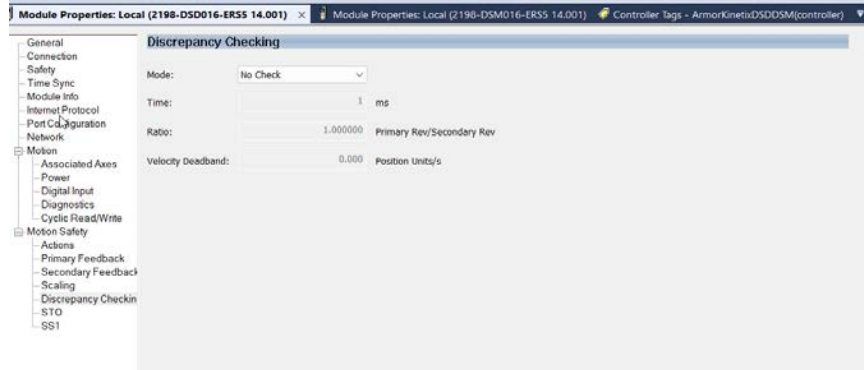 Module Properties: Local (2198-DSD016-ERS5 14.001) × Module Properties: Local (2198-DSM016-ERS5 14.001) Controller Tags - ArmorKinetixDSDDSM(controller)
General
Connection
Safety
Time Sync
Module Info
Internet Protocol
Port Configuration
Network
Motion
Associated Axes
Power
Digital Input
Diagnostics
Cyclic Read/Write
Motion Safety
Actions
Primary Feedback
Secondary Feedback
Scaling
Discrepancy Checkin
STO
SS1
Discrepancy Checking
Mode: No Check
Time: 1 ms
Ratio: 1.000000 Primary Rev/Secondary Rev
Velocity Deadband: 0.000 Position Units/s